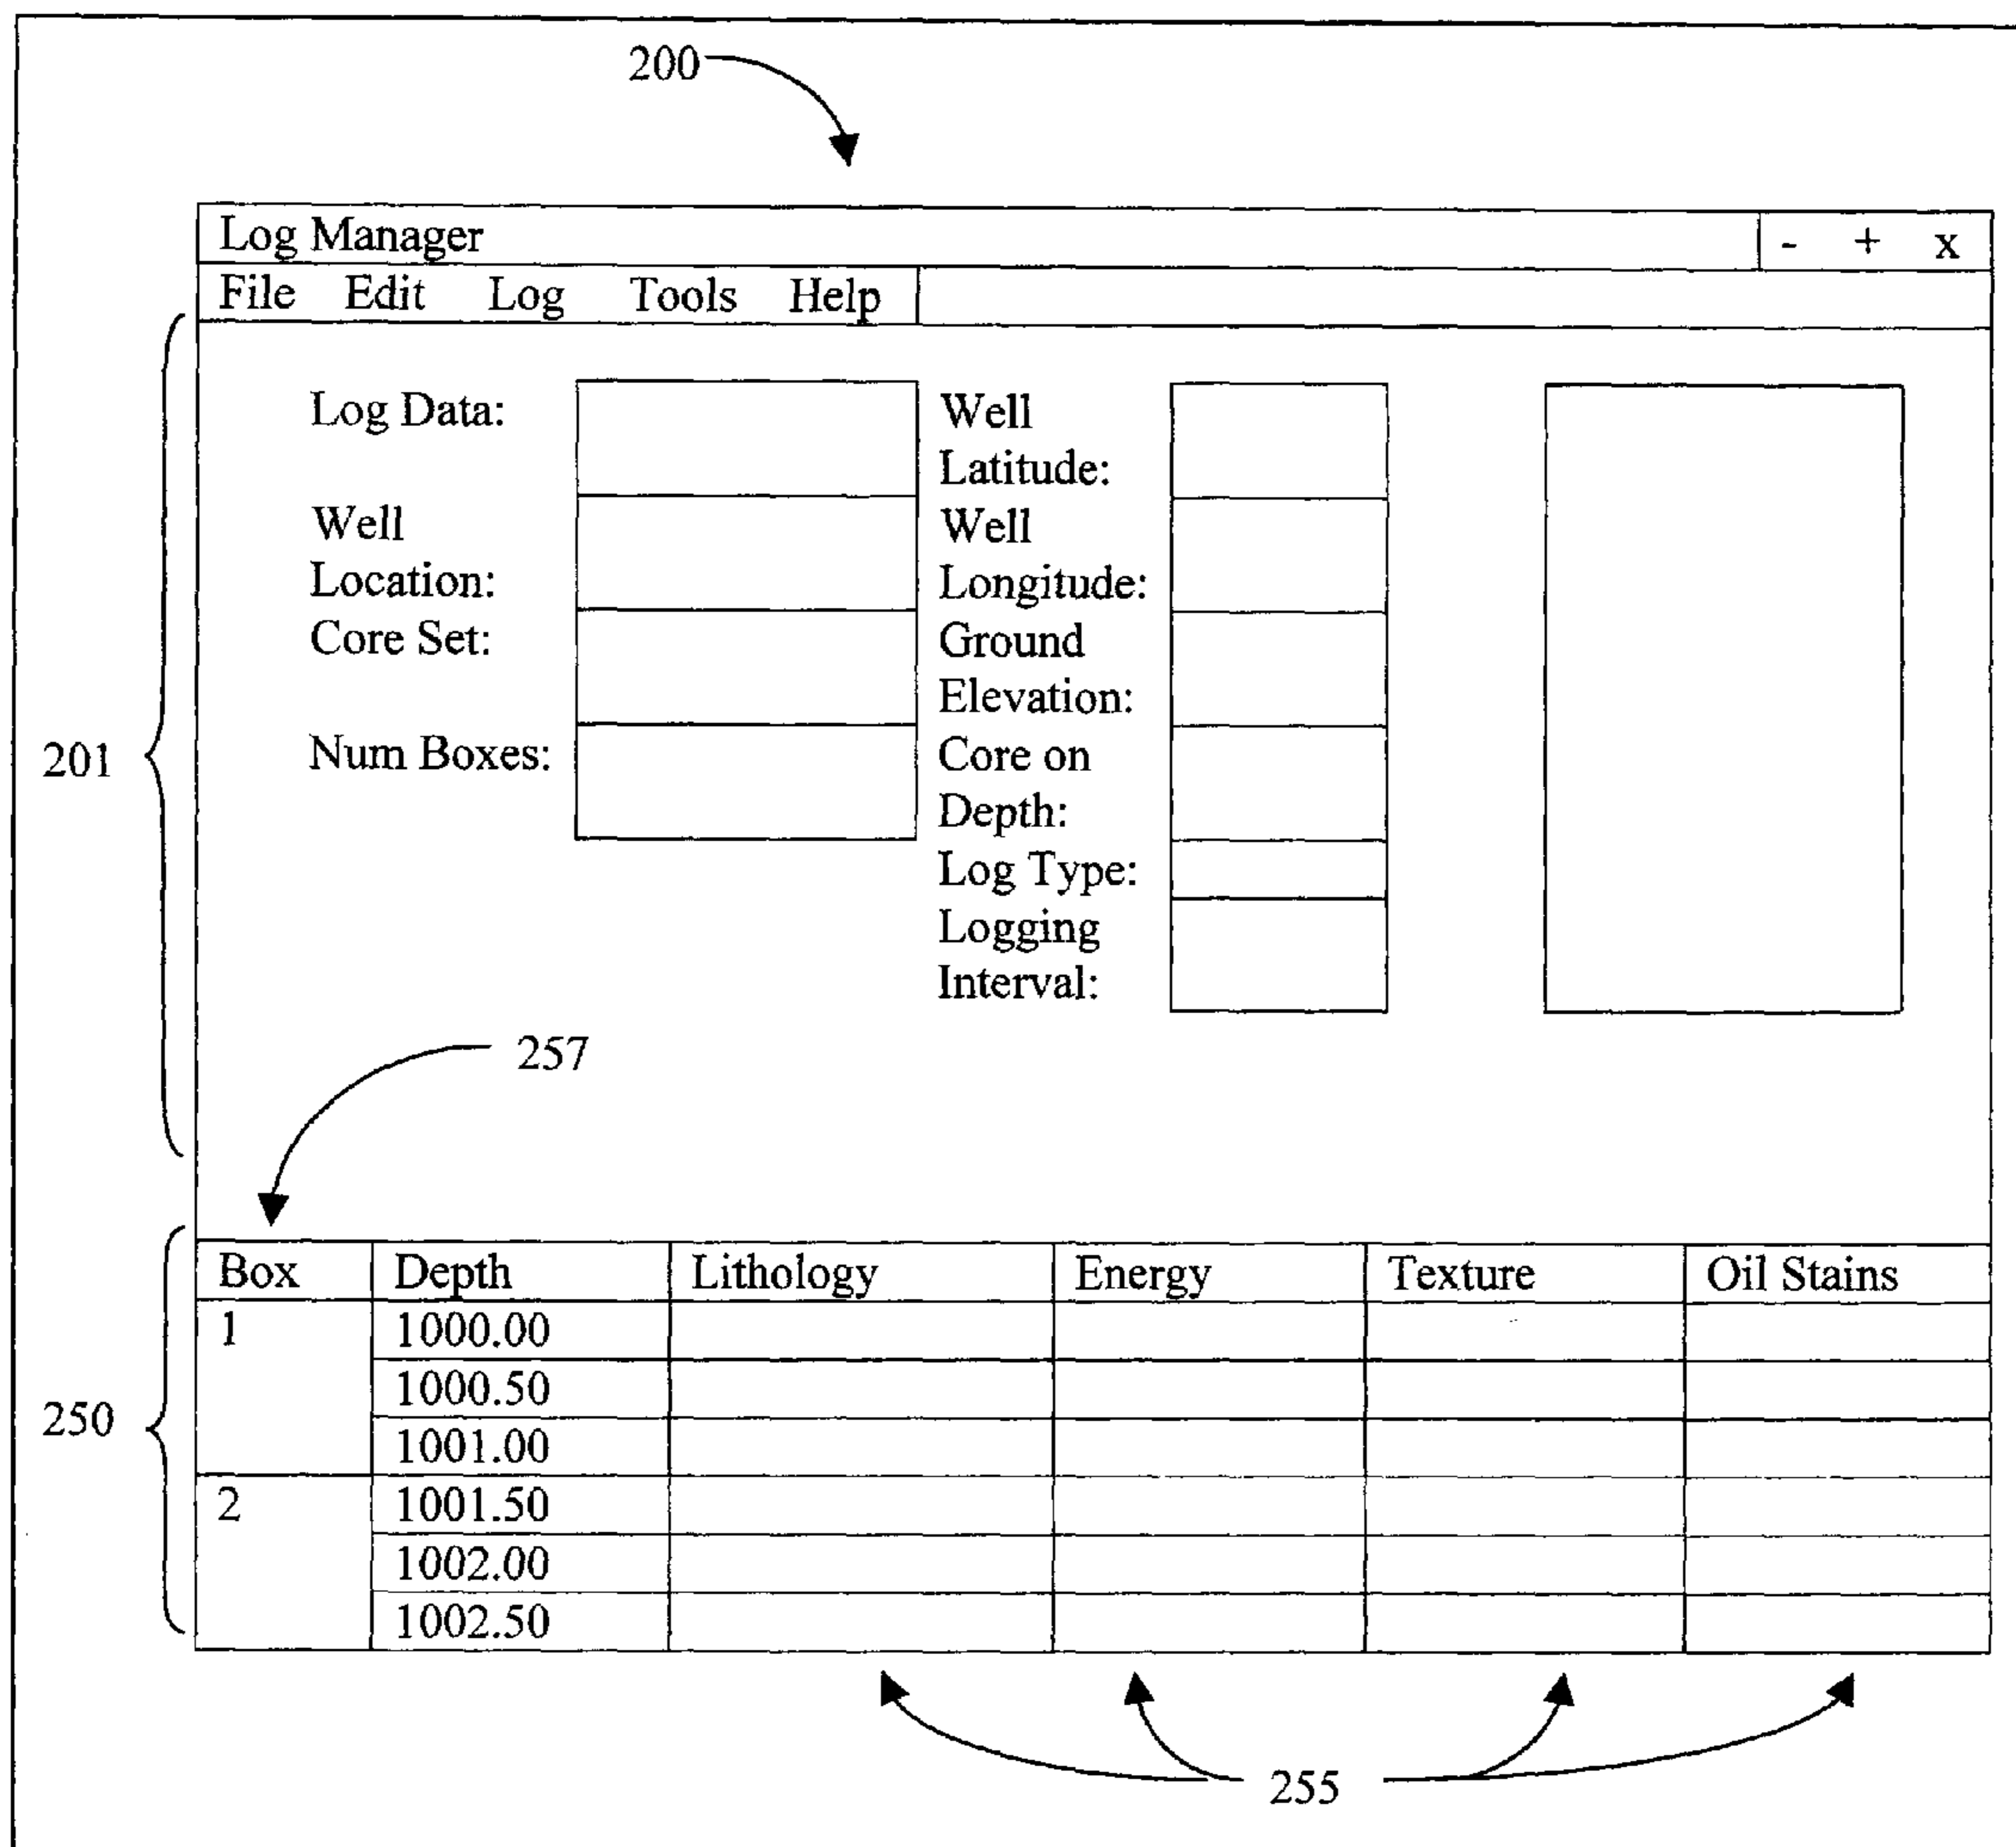 200
Log Manager - + x
File Edit Log Tools Help
201
Log Data:
Well
Location:
Core Set:
Num Boxes:
Well
Latitude:
Well
Longitude:
Ground
Elevation:
Core on
Depth:
Log Type:
Logging
Interval:
257
250
Box Depth Lithology Energy Texture Oil Stains
1 1000.00
1000.50
1001.00
2 1001.50
1002.00
1002.50
255